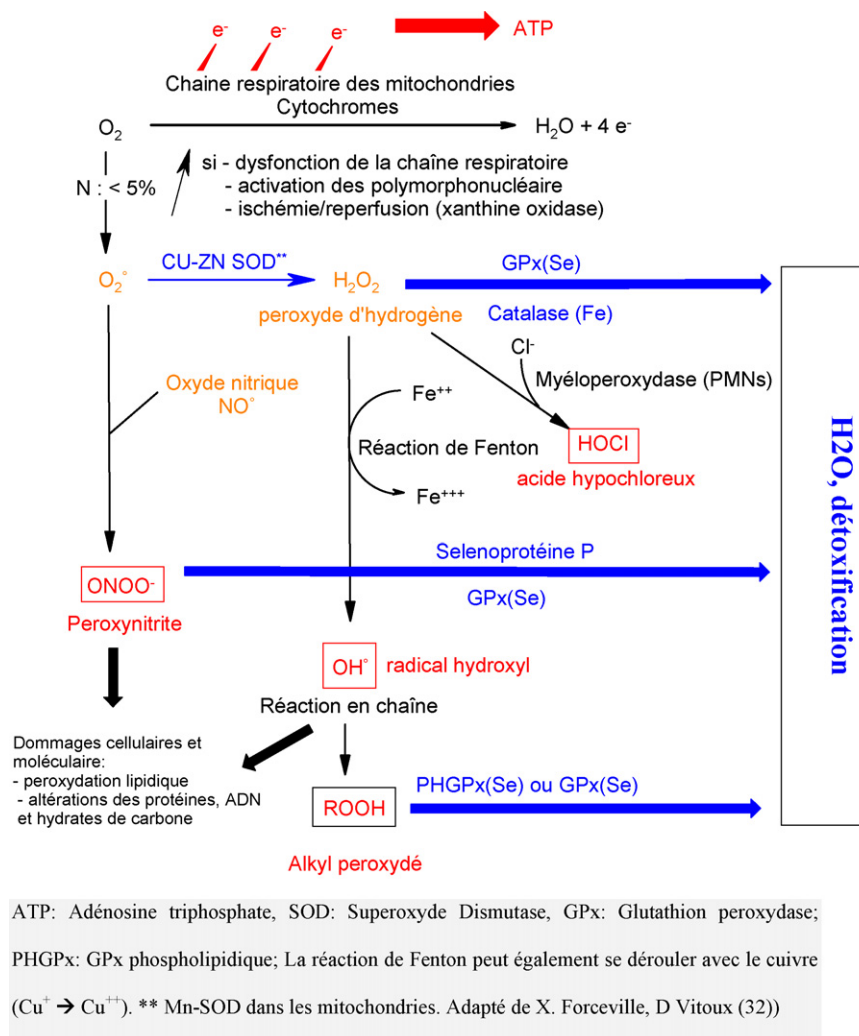 e- e- e- ATP
Chaine respiratoire des mitochondries
Cytochromes
O2 H2O + 4 e-
si - dysfonction de la chaîne respiratoire
- activation des polymorphonucléaire
- ischémie/reperfusion (xanthine oxidase)
N : < 5%
O2° CU-ZN SOD** H2O2 GPx(Se)
peroxyde d'hydrogène Catalase (Fe)
Cl-
Myéloperoxydase (PMNs)
Oxyde nitrique
NO°
Fe++
Réaction de Fenton
Fe+++
HOCl
acide hypochloreux
H2O, détoxification
Selenoprotéine P
ONOO-
GPx(Se)
Peroxynitrite
OH° radical hydroxyl
Réaction en chaîne
Dommages cellulaires et
moléculaire:
- peroxydation lipidique
- altérations des protéines, ADN
et hydrates de carbone
ROOH PHGPx(Se) ou GPx(Se)
Alkyl peroxydé
ATP: Adénosine triphosphate, SOD: Superoxyde Dismutase, GPx: Glutathion peroxydase;
PHGPx: GPx phospholipidique; La réaction de Fenton peut également se dérouler avec le cuivre
(Cu+ → Cu++). ** Mn-SOD dans les mitochondries. Adapté de X. Forceville, D Vitoux (32))